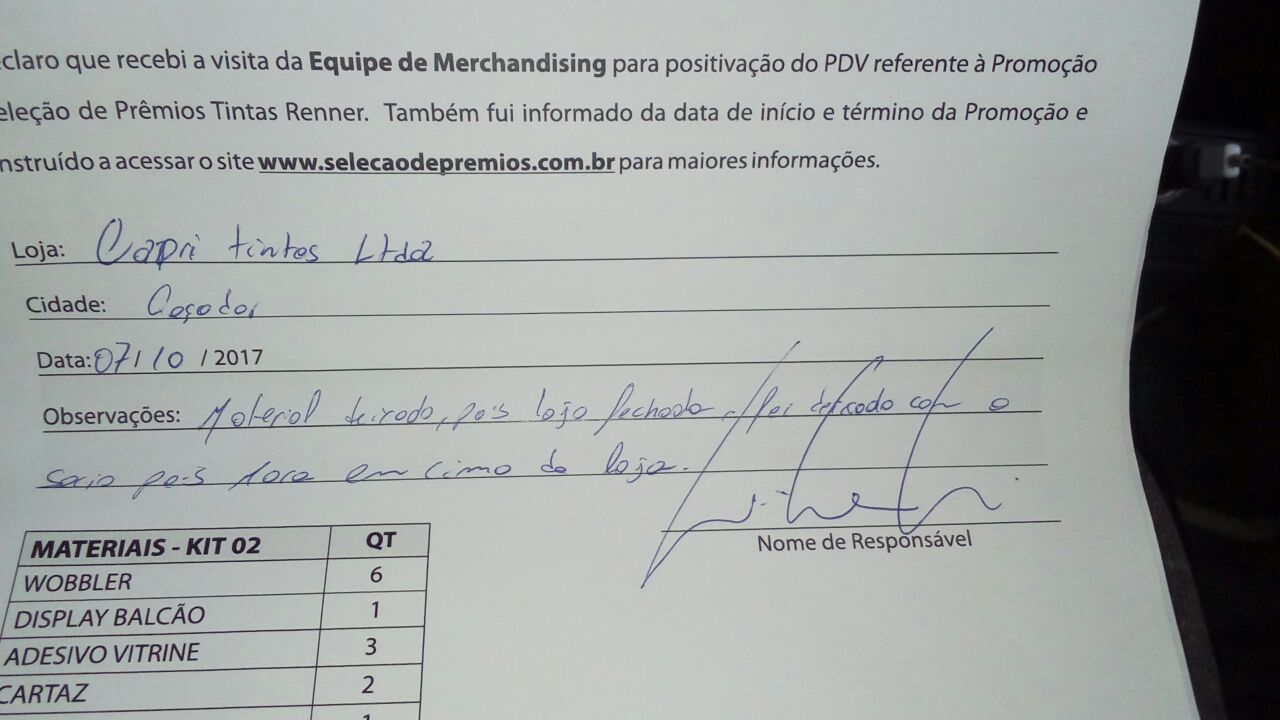 claro que recebi a visita da Equipe de Merchandising para positivação do PDV referente à Promoção
eleção de Prêmios Tintas Renner. Também fui informado da data de início e término da Promoção e
nstruído a acessar o site www.selecaodepremios.com.br para maiores informações.
Loja: Capri tintas Ltda
Cidade: Caçador
Data: 07/10/2017
Observações: Material deixado, pois loja fechada. Foi deixado com o
socio pois mora em cima da loja.
Nome de Responsável
MATERIAIS - KIT 02 QT
WOBBLER 6
DISPLAY BALCÃO 1
ADESIVO VITRINE 3
CARTAZ 2
1